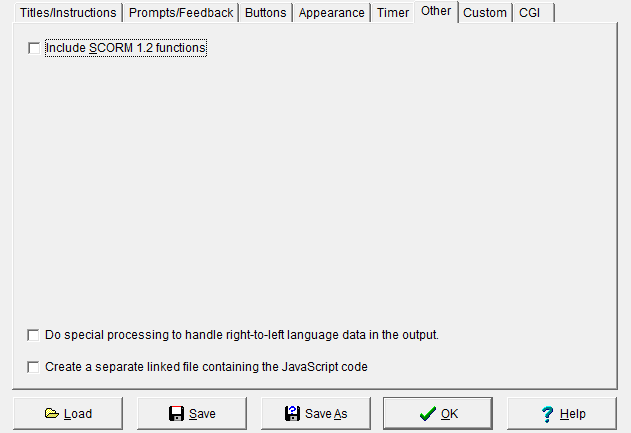 Titles/Instructions Prompts/Feedback Buttons Appearance Timer Other Custom CGI
Include SCORM 1.2 functions
Do special processing to handle right-to-left language data in the output.
Create a separate linked file containing the JavaScript code
Load Save Save As OK Help